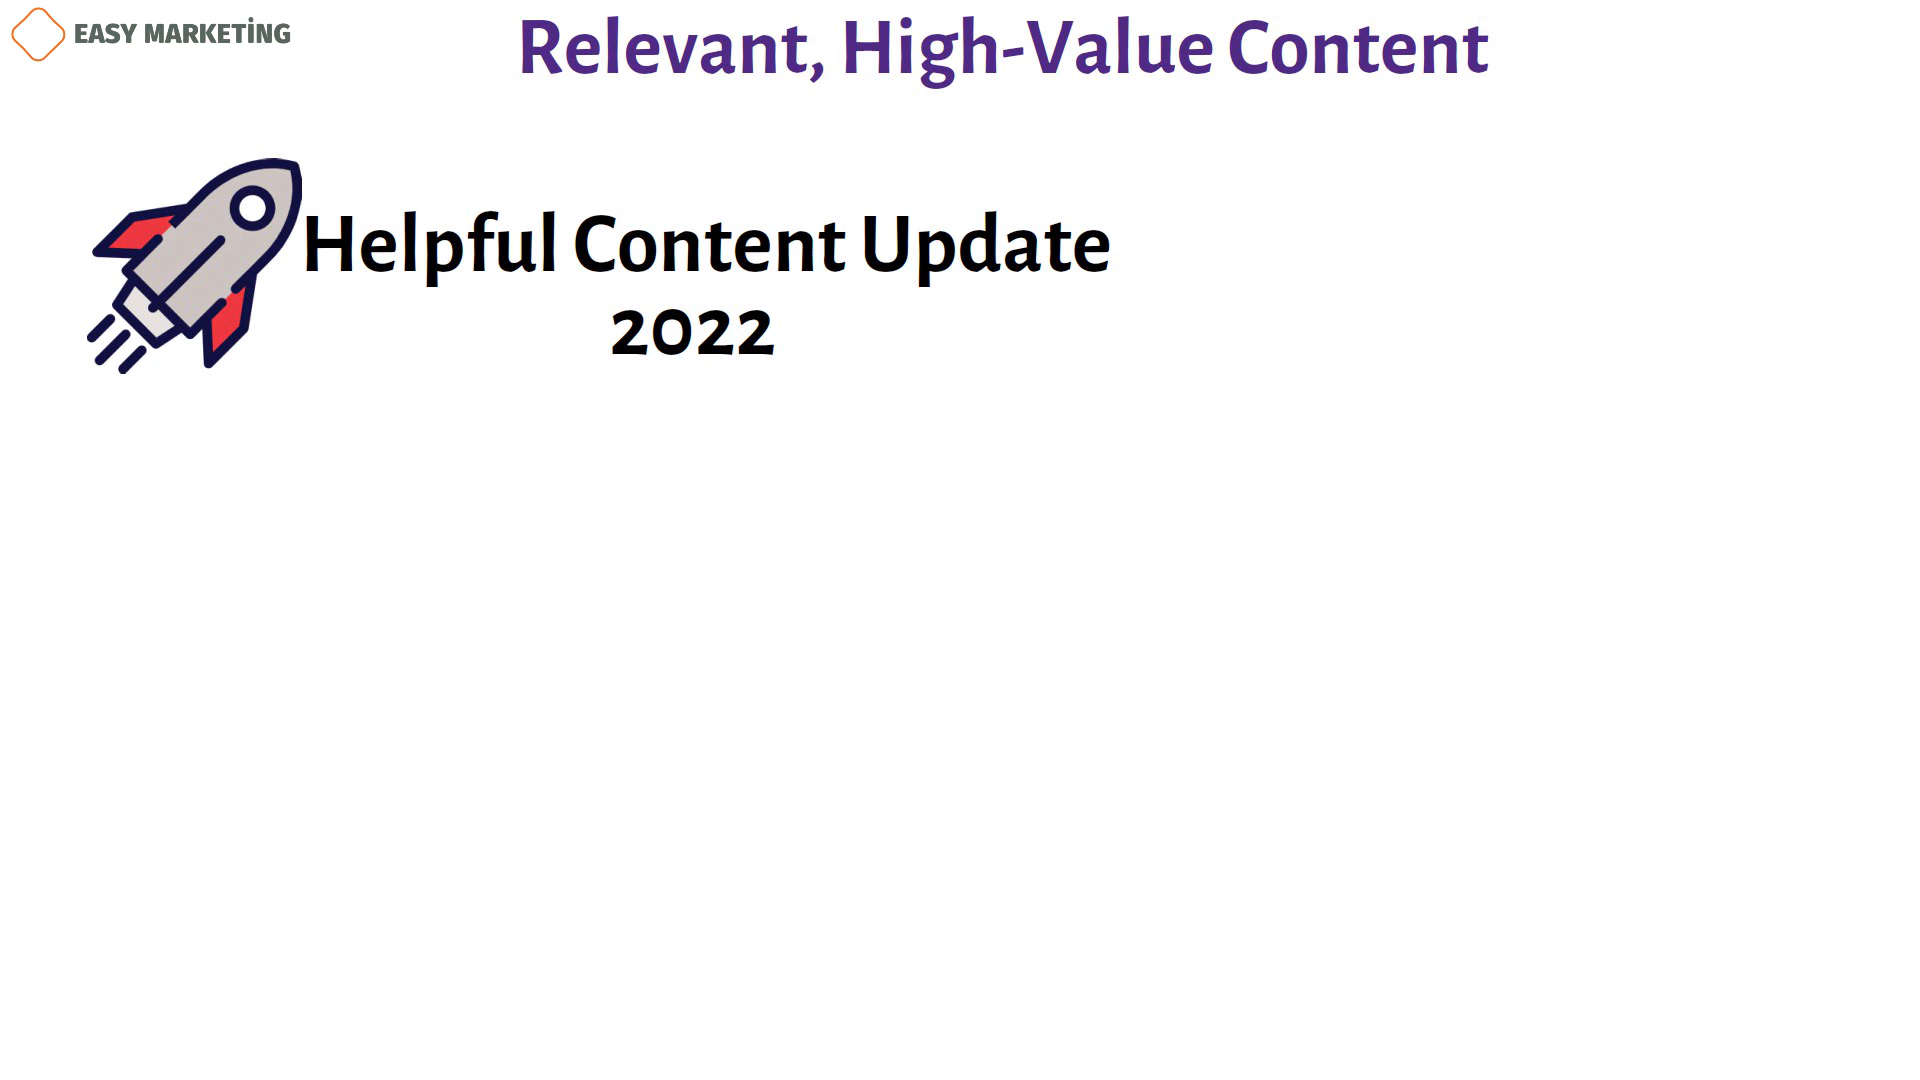 EASY MARKETİNG
Relevant, High-Value Content
Helpful Content Update
2022